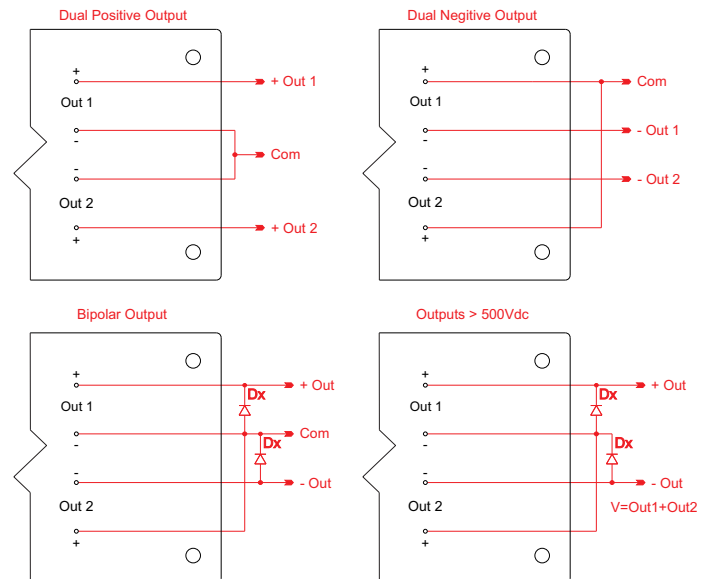 Dual Positive Output
+
+ Out 1
Out 1
-
Com
-
Out 2
+ Out 2
+
Dual Negitive Output
+
Com
Out 1
- Out 1
-
-
- Out 2
Out 2
+
Bipolar Output
+
+ Out
Dx
Out 1
Com
-
Dx
-
- Out
Out 2
+
Outputs > 500Vdc
+
+ Out
Dx
Out 1
-
Dx
-
- Out
Out 2
V=Out1+Out2
+